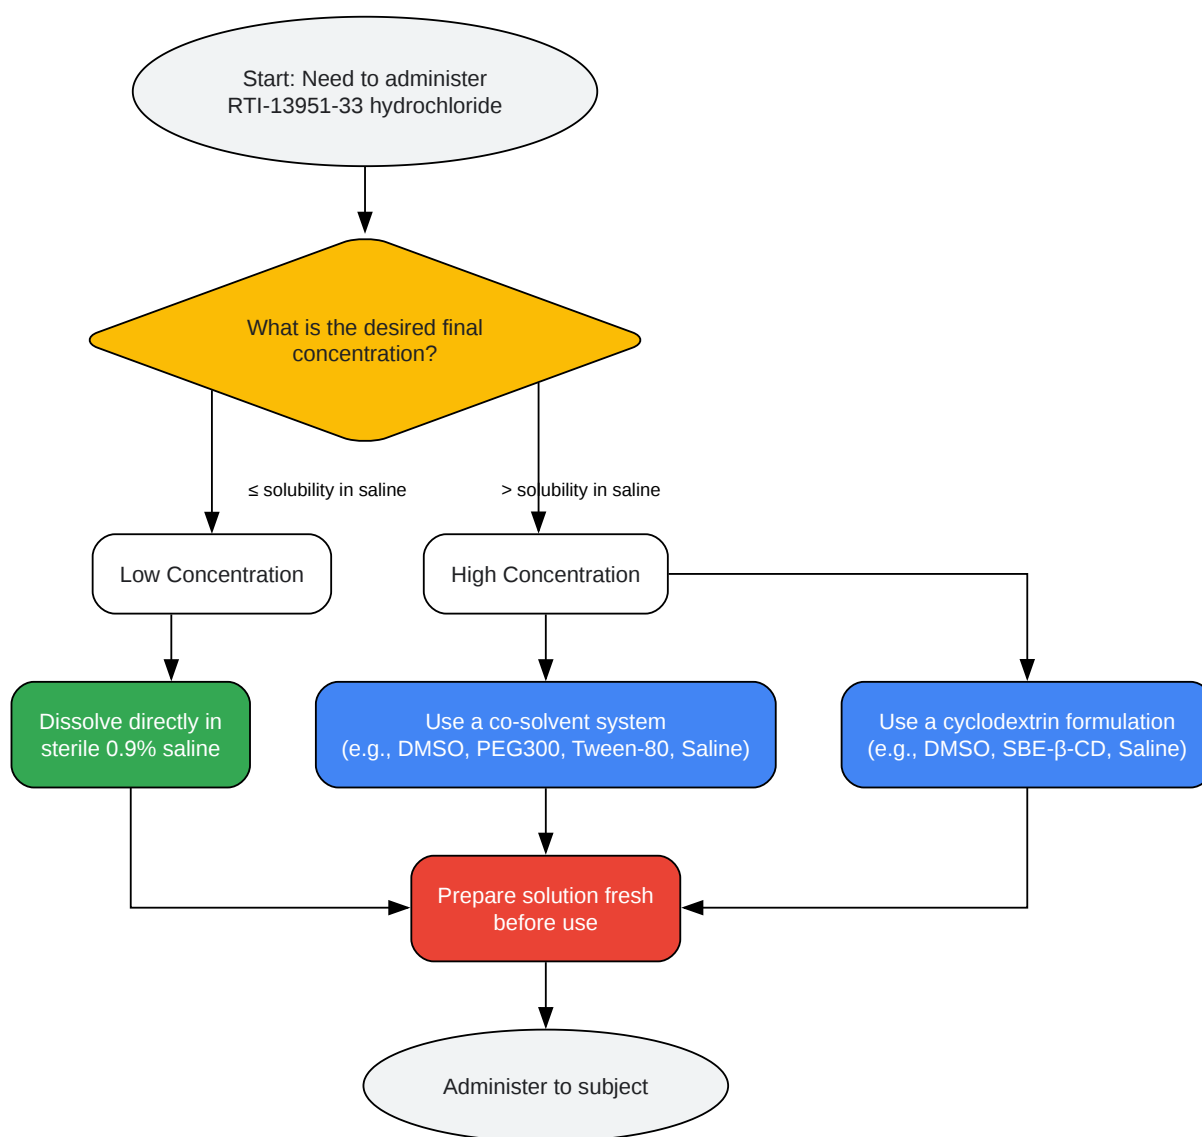 Start: Need to administer
RTI-13951-33 hydrochloride
What is the desired final
concentration?
≤ solubility in saline
> solubility in saline
Low Concentration
High Concentration
Dissolve directly in
sterile 0.9% saline
Use a co-solvent system
(e.g., DMSO, PEG300, Tween-80, Saline)
Use a cyclodextrin formulation
(e.g., DMSO, SBE-β-CD, Saline)
Prepare solution fresh
before use
Administer to subject